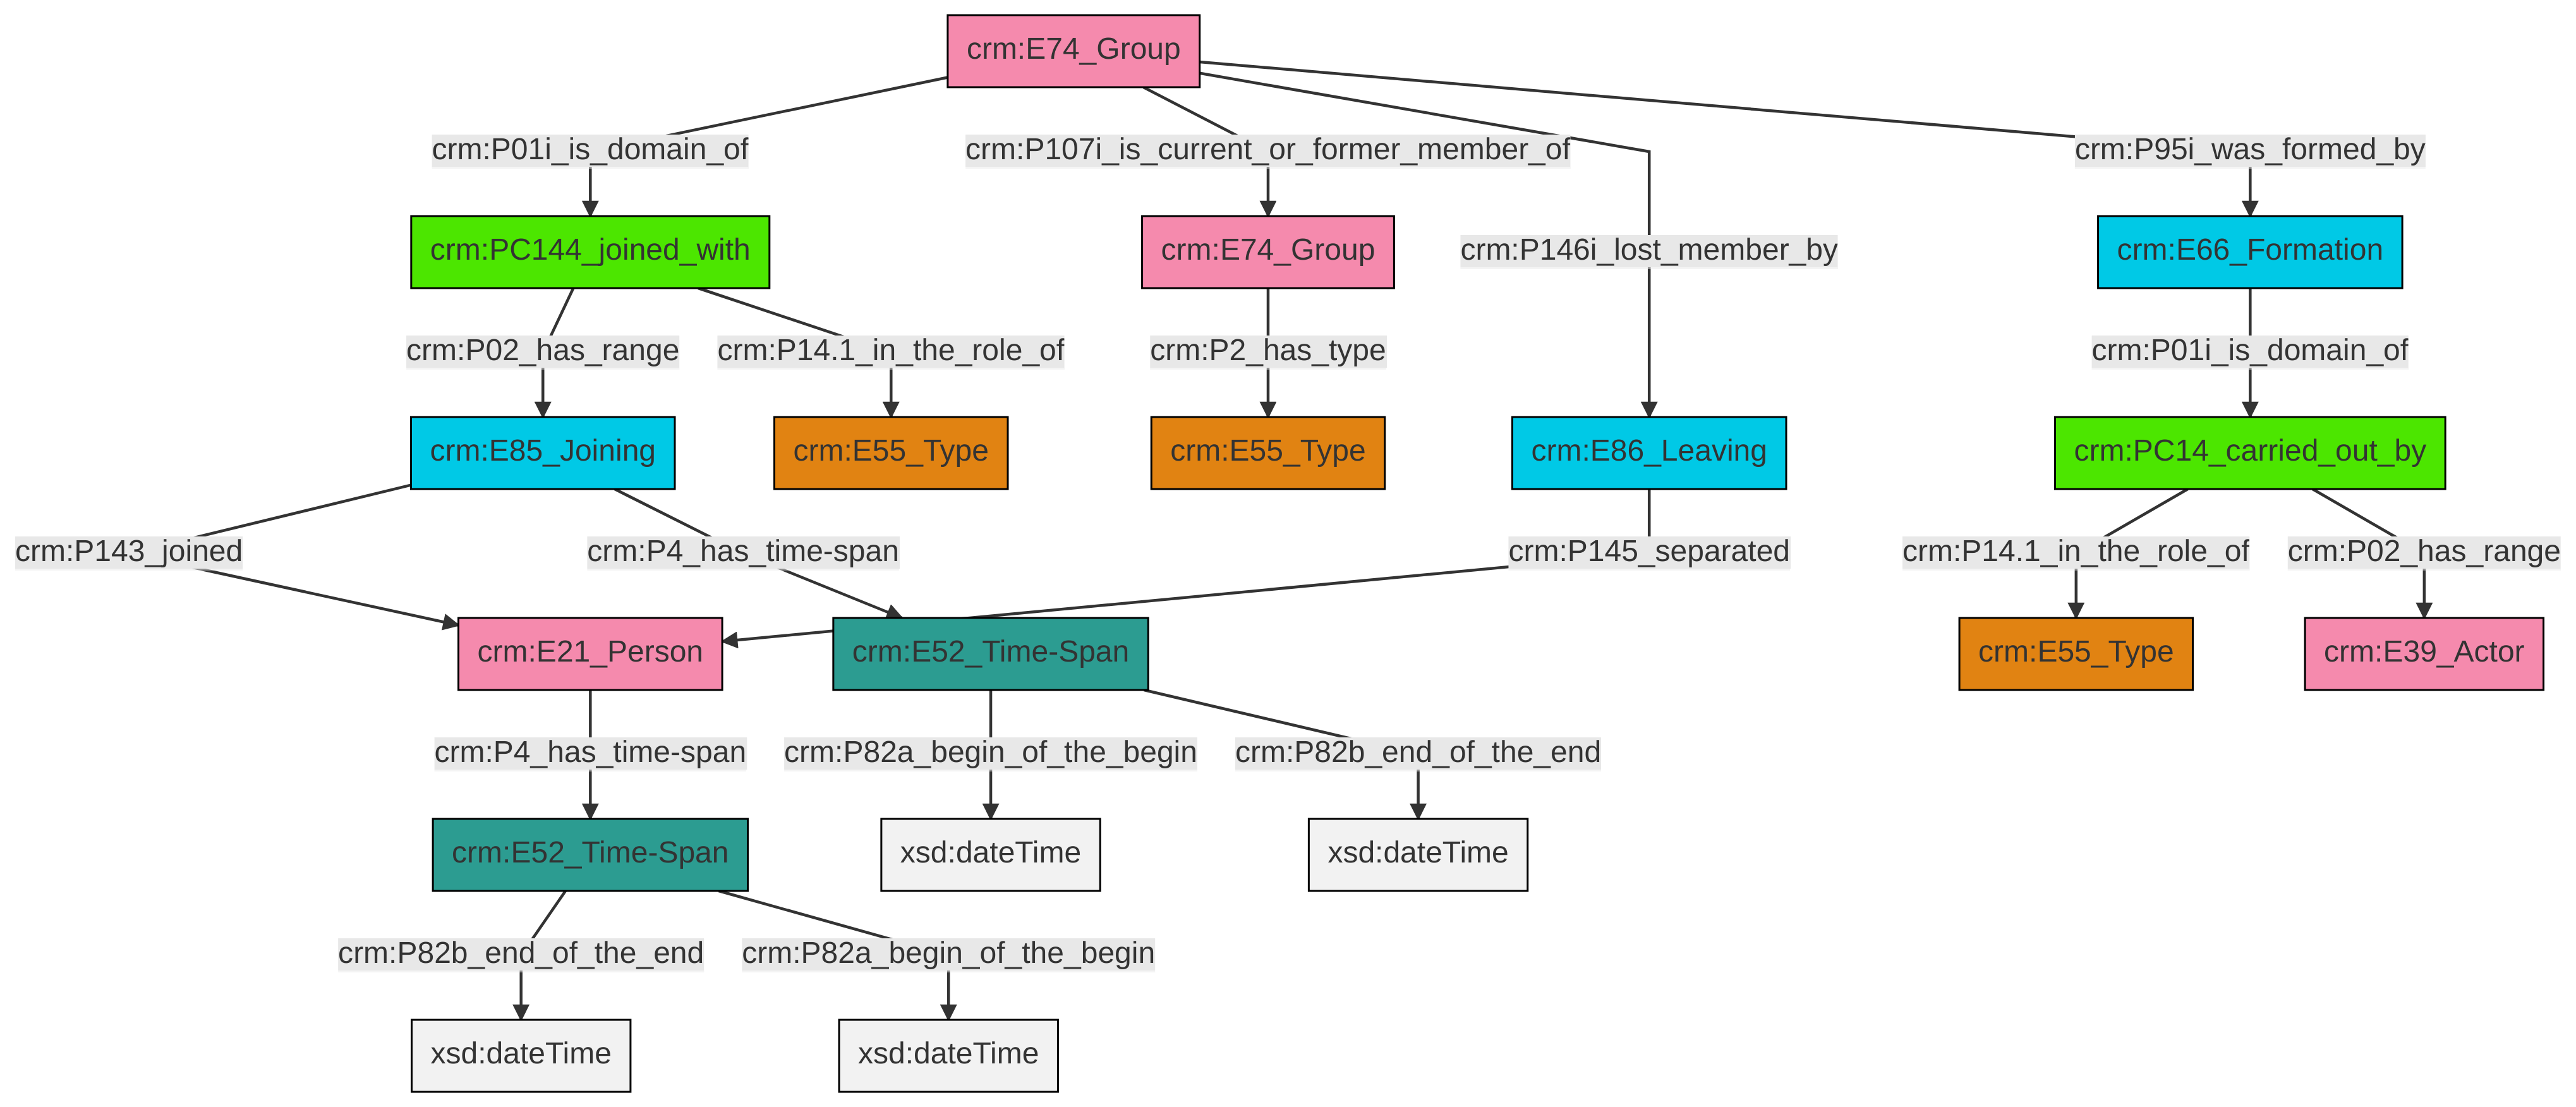 crm:E74_Group
crm:P01i_is_domain_of
crm:P107i_is_current_or_former_member_of
crm:P95i_was_formed_by
crm:PC144_joined_with
crm:E74_Group
crm:P146i_lost_member_by
crm:E66_Formation
crm:P02_has_range
crm:P14.1_in_the_role_of
crm:P2_has_type
crm:P01i_is_domain_of
crm:E85_Joining
crm:E55_Type
crm:E55_Type
crm:E86_Leaving
crm:PC14_carried_out_by
crm:P143_joined
crm:P4_has_time-span
crm:P145_separated
crm:P14.1_in_the_role_of
crm:P02_has_range
crm:E21_Person
crm:E52_Time-Span
crm:E55_Type
crm:E39_Actor
crm:P4_has_time-span
crm:P82a_begin_of_the_begin
crm:P82b_end_of_the_end
crm:E52_Time-Span
xsd:dateTime
xsd:dateTime
crm:P82b_end_of_the_end
crm:P82a_begin_of_the_begin
xsd:dateTime
xsd:dateTime